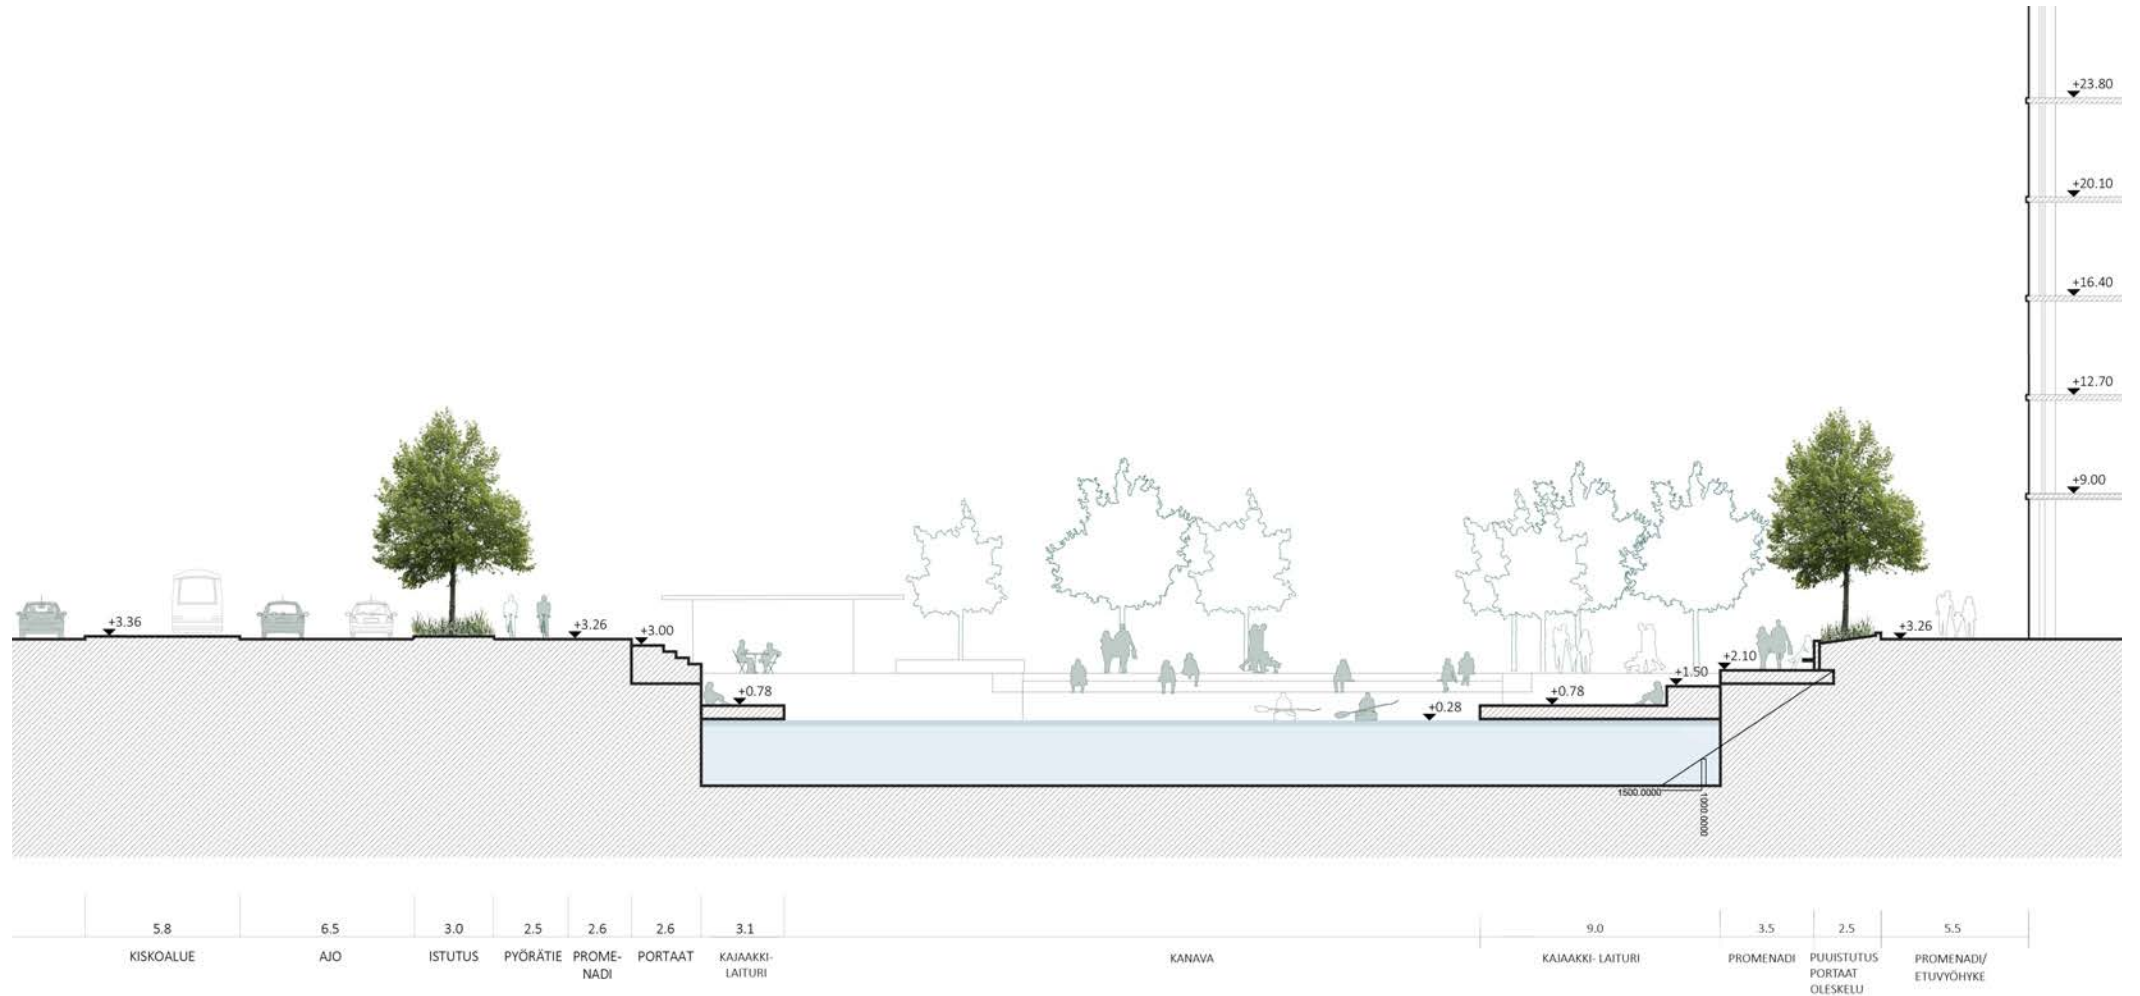 +23.80
+20.10
+16.40
+12.70
+9.00
+3.36
+3.26
+3.00
+0.78
+0.28
+0.78
+1.50
+2.10
+3.26
1500.0000
1000.0000
5.8
6.5
3.0
2.5
2.6
2.6
3.1
9.0
3.5
2.5
5.5
KISKOALUE
AJO
ISTUTUS
PYÖRÄTIE
PROME-
NADI
PORTAAT
KAJAAKKI-
LAITURI
KANAVA
KAJAAKKI- LAITURI
PROMENADI
PUUISTUTUS
PORTAAT
OLESKELU
PROMENADI/
ETUVYÖHYKE